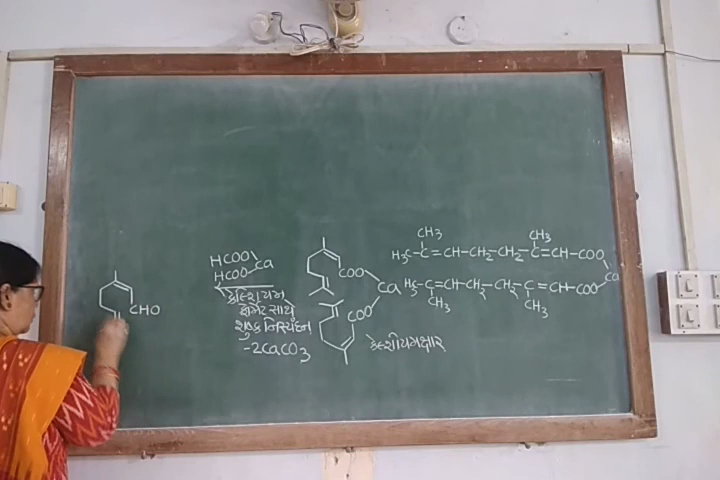 CHO
HCOO
HCOO Ca
કેલ્શિયમ
ફોર્મેટ સાથે
શુષ્ક નિસ્યંદન
-2CaCO3
COO
Ca
COO
કેલ્શીયમક્ષાર
CH3 CH3
H3C-C=CH-CH2-CH2-C=CH-COO
Ca
H3C-C=CH-CH2-CH2-C=CH-COO
CH3 CH3